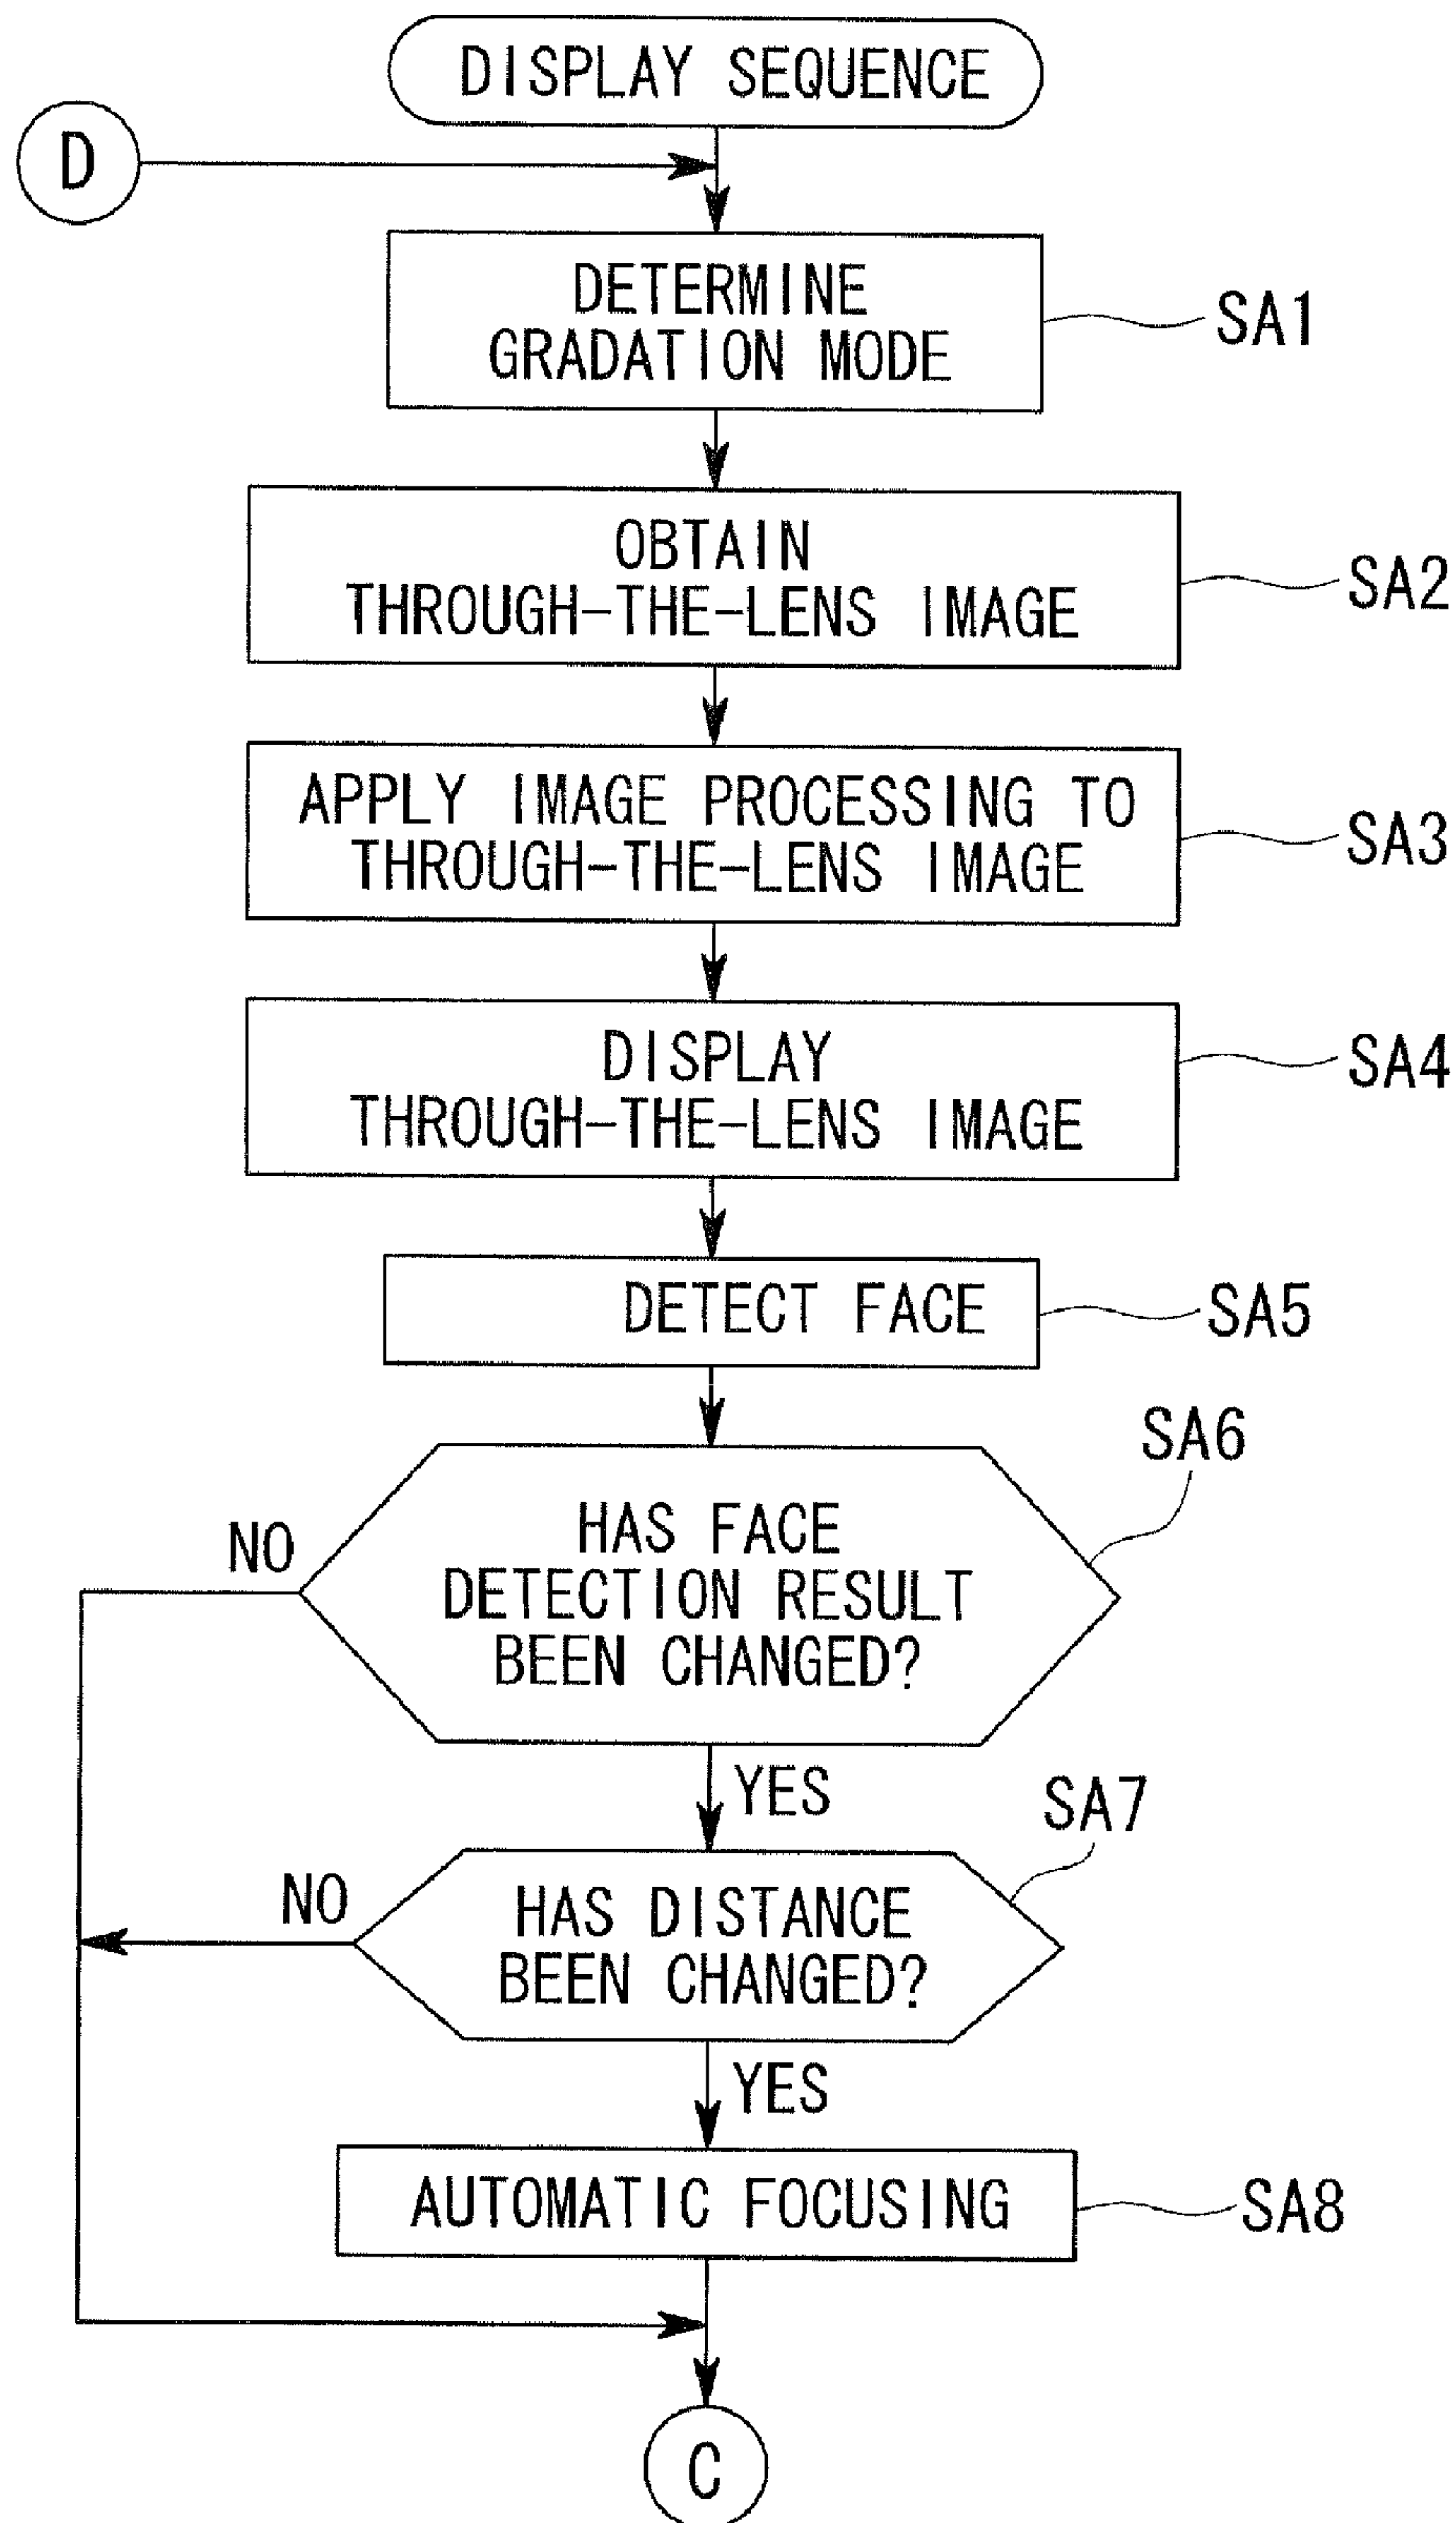 DISPLAY SEQUENCE
D
DETERMINE
GRADATION MODE
SA1
OBTAIN
THROUGH-THE-LENS IMAGE
SA2
APPLY IMAGE PROCESSING TO
THROUGH-THE-LENS IMAGE
SA3
DISPLAY
THROUGH-THE-LENS IMAGE
SA4
DETECT FACE
SA5
SA6
HAS FACE
DETECTION RESULT
BEEN CHANGED?
NO
YES
SA7
HAS DISTANCE
BEEN CHANGED?
NO
YES
AUTOMATIC FOCUSING
SA8
C